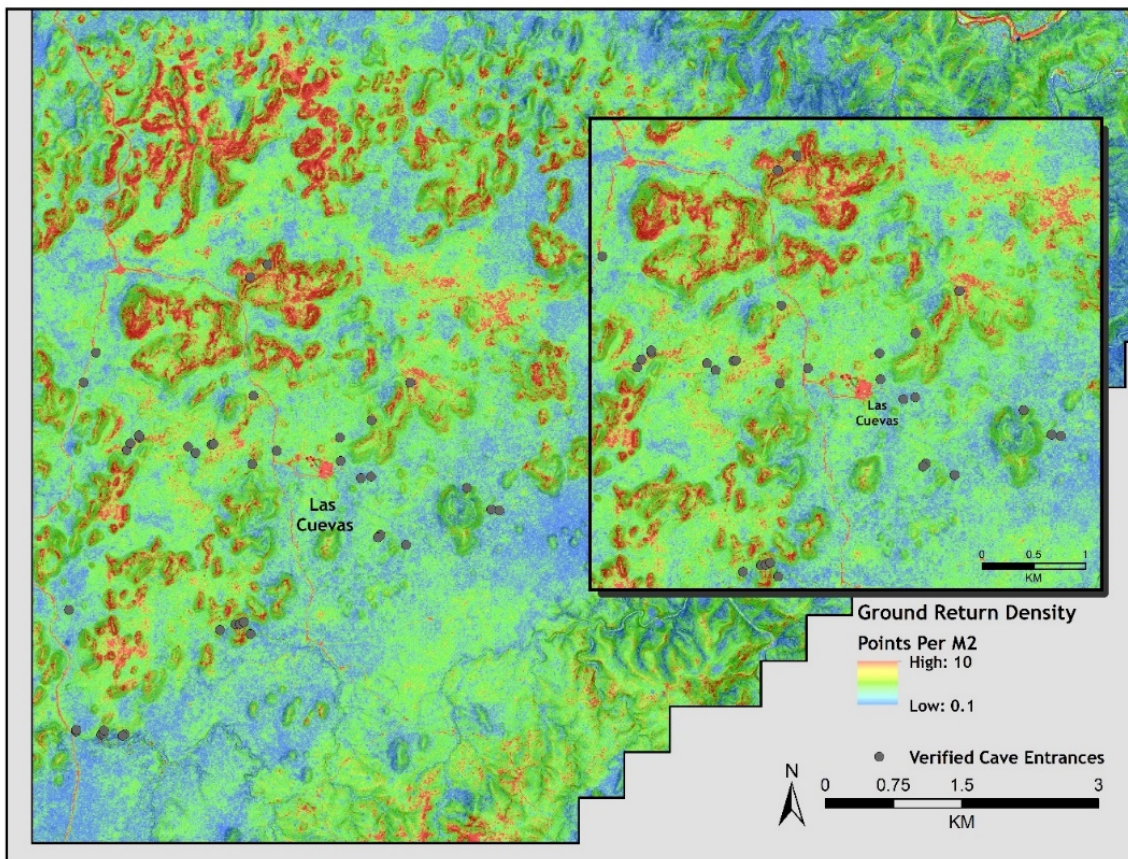 Las
Cuevas
0 0.5 1
KM
Las
Cuevas
Ground Return Density
Points Per M2
High: 10
Low: 0.1
Verified Cave Entrances
N
0 0.75 1.5 3
KM